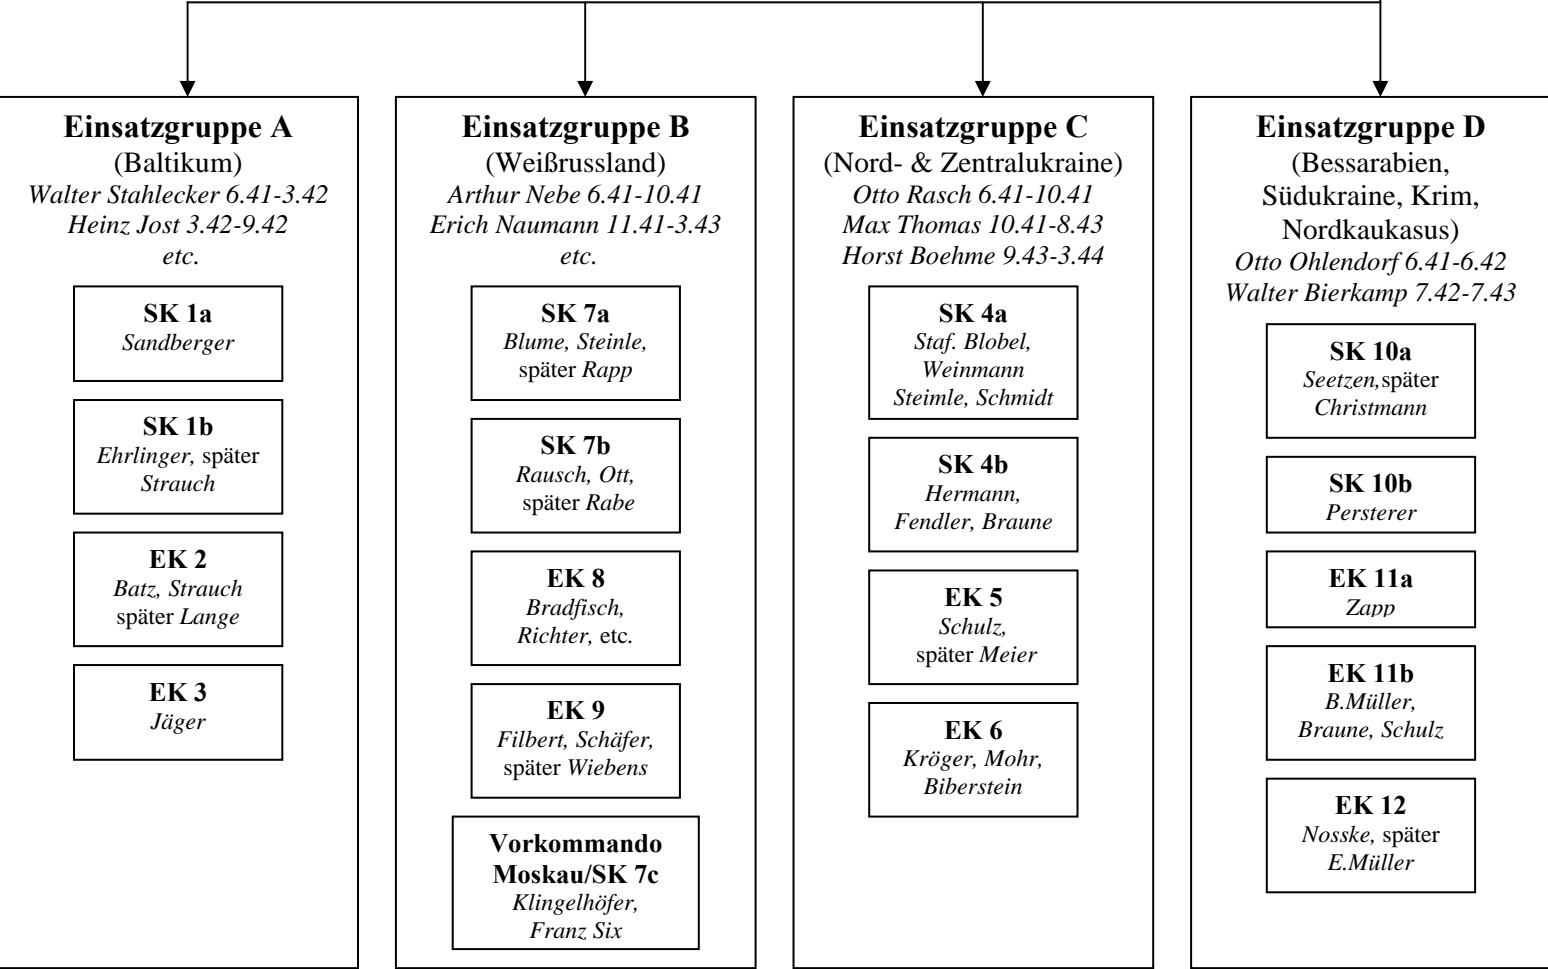 Einsatzgruppe A
(Baltikum)
Walter Stahlecker 6.41-3.42
Heinz Jost 3.42-9.42
etc.
SK 1a
Sandberger
SK 1b
Ehrlinger, später
Strauch
EK 2
Batz, Strauch
später Lange
EK 3
Jäger
Einsatzgruppe B
(Weißrussland)
Arthur Nebe 6.41-10.41
Erich Naumann 11.41-3.43
etc.
SK 7a
Blume, Steinle,
später Rapp
SK 7b
Rausch, Ott,
später Rabe
EK 8
Bradfisch,
Richter, etc.
EK 9
Filbert, Schäfer,
später Wiebens
Vorkommando
Moskau/SK 7c
Klingelhöfer,
Franz Six
Einsatzgruppe C
(Nord- & Zentralukraine)
Otto Rasch 6.41-10.41
Max Thomas 10.41-8.43
Horst Boehme 9.43-3.44
SK 4a
Staf. Blobel,
Weinmann
Steimle, Schmidt
SK 4b
Hermann,
Fendler, Braune
EK 5
Schulz,
später Meier
EK 6
Kröger, Mohr,
Biberstein
Einsatzgruppe D
(Bessarabien,
Südukraine, Krim,
Nordkaukasus)
Otto Ohlendorf 6.41-6.42
Walter Bierkamp 7.42-7.43
SK 10a
Seetzen,später
Christmann
SK 10b
Persterer
EK 11a
Zapp
EK 11b
B.Müller,
Braune, Schulz
EK 12
Nosske, später
E.Müller